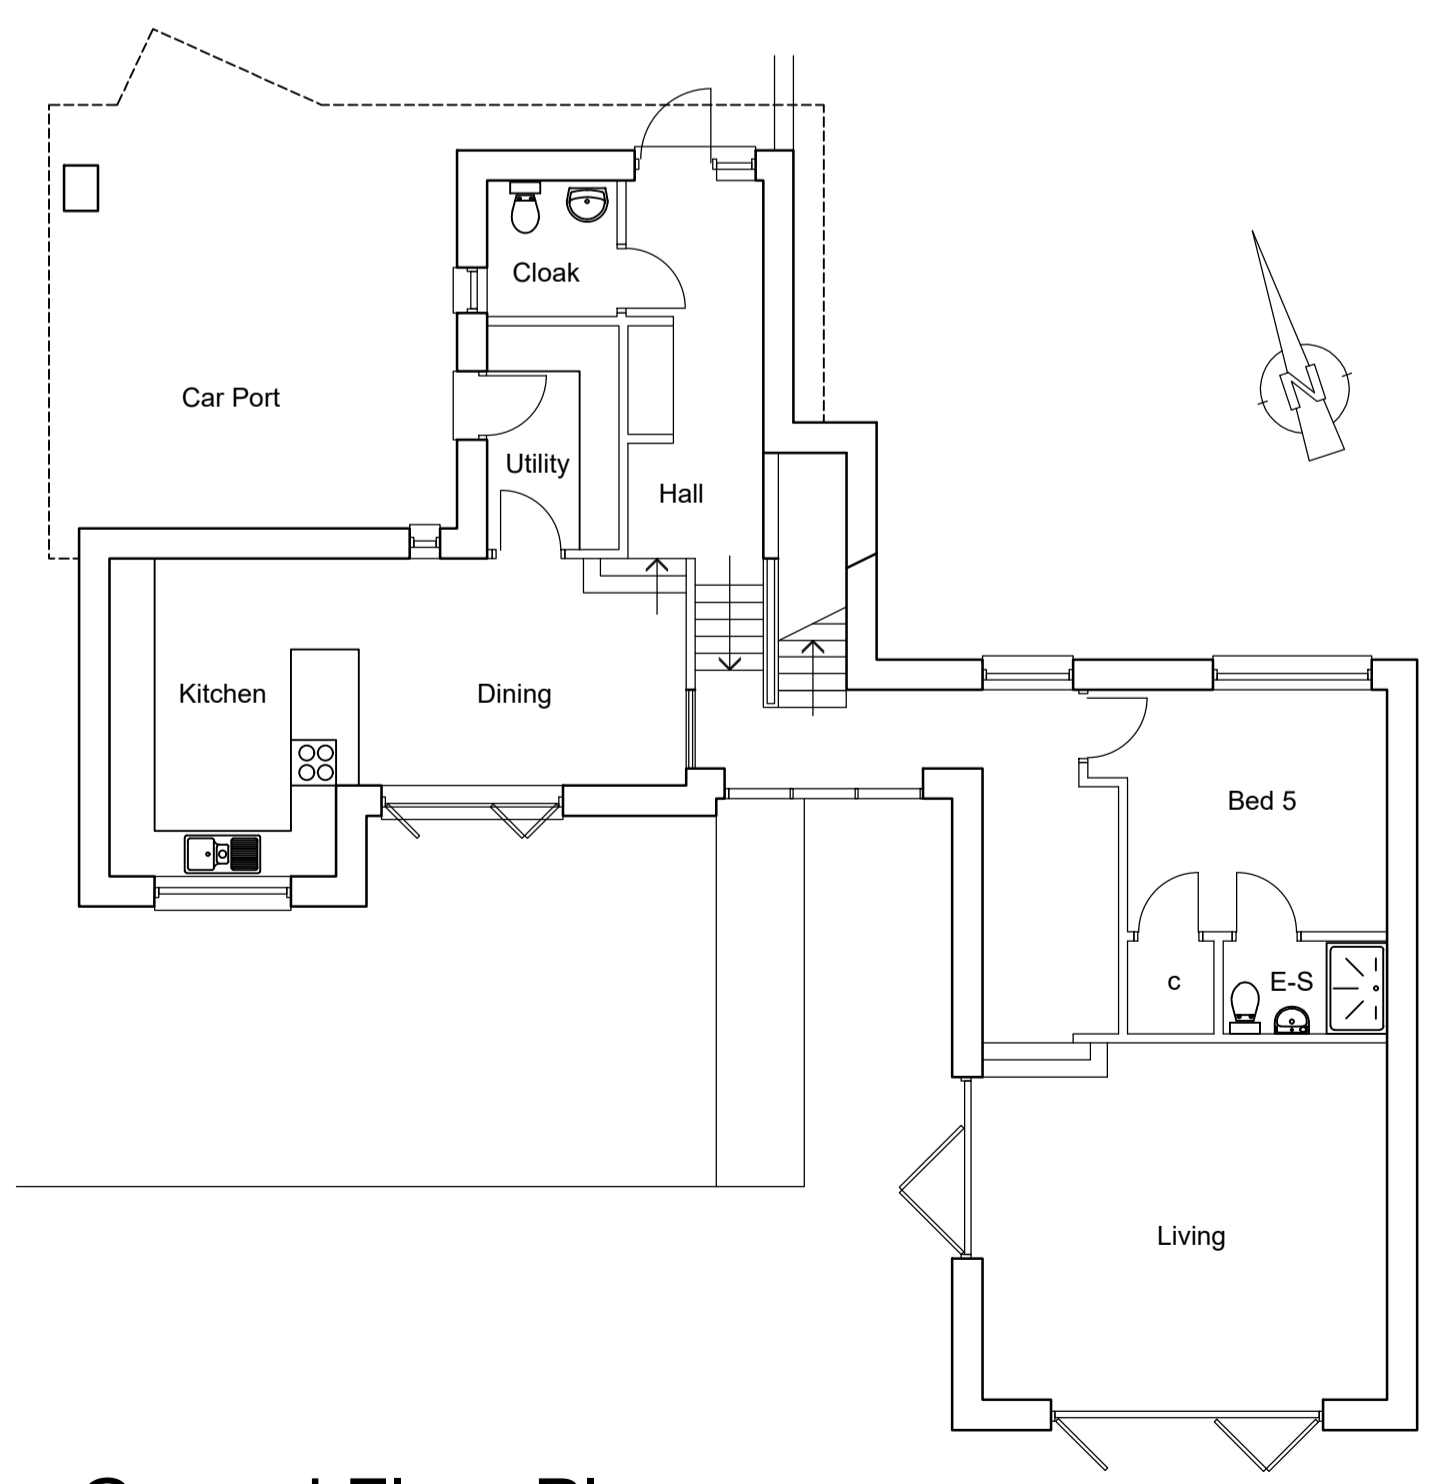 Cloak
Car Port
Utility
Hall
Kitchen
Dining
Bed 5
c
E-S
Living
N